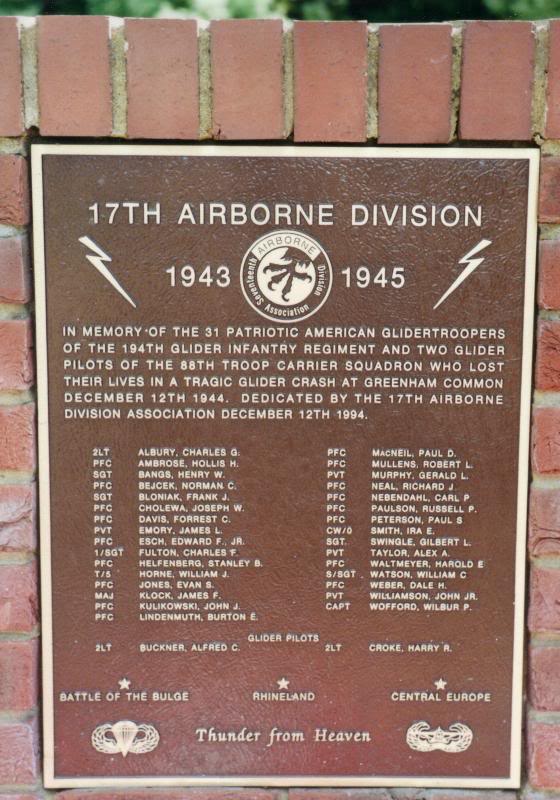 17TH AIRBORNE DIVISION
1943 1945
AIRBORNE
Seventeenth Division
Association
IN MEMORY OF THE 31 PATRIOTIC AMERICAN GLIDERTROOPERS
OF THE 194TH GLIDER INFANTRY REGIMENT AND TWO GLIDER
PILOTS OF THE 88TH TROOP CARRIER SQUADRON WHO LOST
THEIR LIVES IN A TRAGIC GLIDER CRASH AT GREENHAM COMMON
DECEMBER 12TH 1944. DEDICATED BY THE 17TH AIRBORNE
DIVISION ASSOCIATION DECEMBER 12TH 1994.
2LT ALBURY, CHARLES G.
PFC AMBROSE, HOLLIS H.
SGT BANGS, HENRY W.
PFC BEJCEK, NORMAN C.
SGT BLONIAK, FRANK J.
PFC CHOLEWA, JOSEPH W.
PFC DAVIS, FORREST C.
PVT EMORY, JAMES L.
PFC ESCH, EDWARD F., JR.
1/SGT FULTON, CHARLES F.
PFC HELFENBERG, STANLEY B.
T/5 HORNE, WILLIAM J.
PFC JONES, EVAN S.
MAJ KLOCK, JAMES F.
PFC KULIKOWSKI, JOHN J.
PFC LINDENMUTH, BURTON E.
PFC MACNEIL, PAUL D.
PFC MULLENS, ROBERT L.
PVT MURPHY, GERALD L.
PFC NEAL, RICHARD J
PFC NEBENDAHL, CARL P
PFC PAULSON, RUSSELL P.
PFC PETERSON, PAUL S
CW/O SMITH, IRA E.
SGT. SWINGLE, GILBERT L.
PVT TAYLOR, ALEX A.
PFC WALTMEYER, HAROLD E
S/SGT WATSON, WILLIAM C
PFC WEBER, DALE H.
PVT WILLIAMSON, JOHN JR.
CAPT WOFFORD, WILBUR P.
GLIDER PILOTS
2LT BUCKNER, ALFRED C. 2LT CROKE, HARRY R.
BATTLE OF THE BULGE RHINELAND CENTRAL EUROPE
Thunder from Heaven